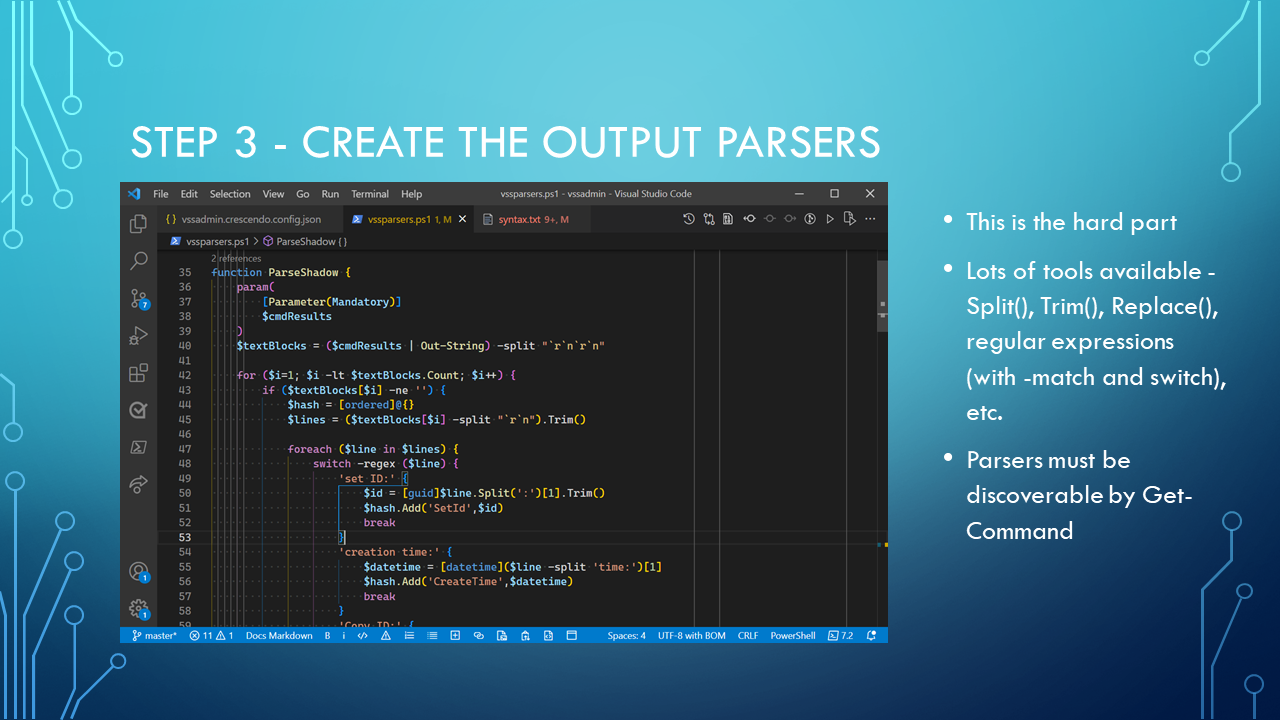 STEP 3 - CREATE THE OUTPUT PARSERS
File Edit Selection View Go Run Terminal Help vssparsers.ps1 - vssadmin - Visual Studio Code
{} vssadmin.crescendo.config.json vssparsers.ps1 1, M syntax.txt 9+, M
vssparsers.ps1 > ParseShadow { }
2 references
35 function ParseShadow {
36 param(
37 [Parameter(Mandatory)]
38 $cmdResults
39 )
40 $textBlocks = ($cmdResults | Out-String) -split "`r`n`r`n"
41
42 for ($i=1; $i -lt $textBlocks.Count; $i++) {
43 if ($textBlocks[$i] -ne '') {
44 $hash = [ordered]@{}
45 $lines = ($textBlocks[$i] -split "`r`n").Trim()
46
47 foreach ($line in $lines) {
48 switch -regex ($line) {
49 'set ID:' {
50 $id = [guid]$line.Split(':')[1].Trim()
51 $hash.Add('SetId',$id)
52 break
53 }
54 'creation time:' {
55 $datetime = [datetime]($line -split 'time:')[1]
56 $hash.Add('CreateTime',$datetime)
57 break
58 }
59 'Copy ID:' {
7
1
1
master* 11 1 Docs Markdown B i </> Spaces: 4 UTF-8 with BOM CRLF PowerShell 7.2
• This is the hard part
• Lots of tools available -
Split(), Trim(), Replace(),
regular expressions
(with -match and switch),
etc.
• Parsers must be
discoverable by Get-
Command